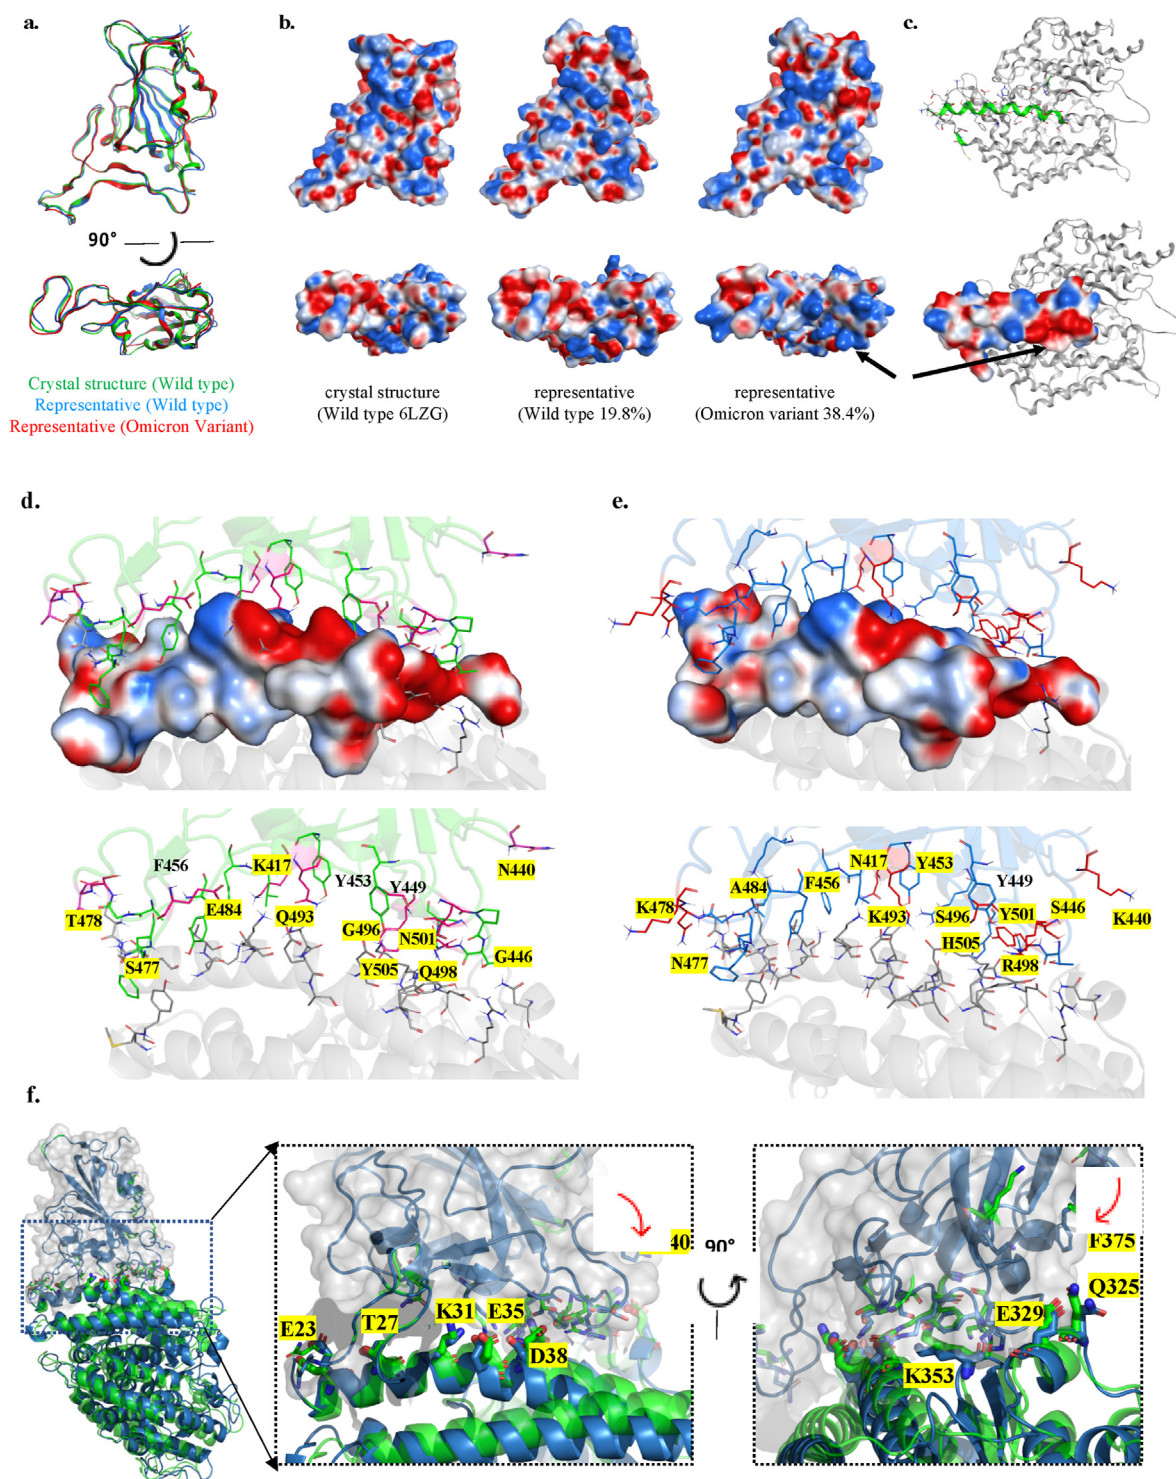 a.
b.
c.
90°
Crystal structure (Wild type)
Representative (Wild type)
Representative (Omicron Variant)
crystal structure
(Wild type 6LZG)
representative
(Wild type 19.8%)
representative
(Omicron variant 38.4%)
d.
e.
F456
K417
Y453
N440
T478
E484
Q493
Y449
G496
N501
G446
S477
Y505
Q498
N417
Y453
A484
F456
Y449
K478
K493
S496
Y501
S446
K440
N477
H505
R498
f.
40
90°
F375
Q325
E23
T27
K31
E35
D38
E329
K353